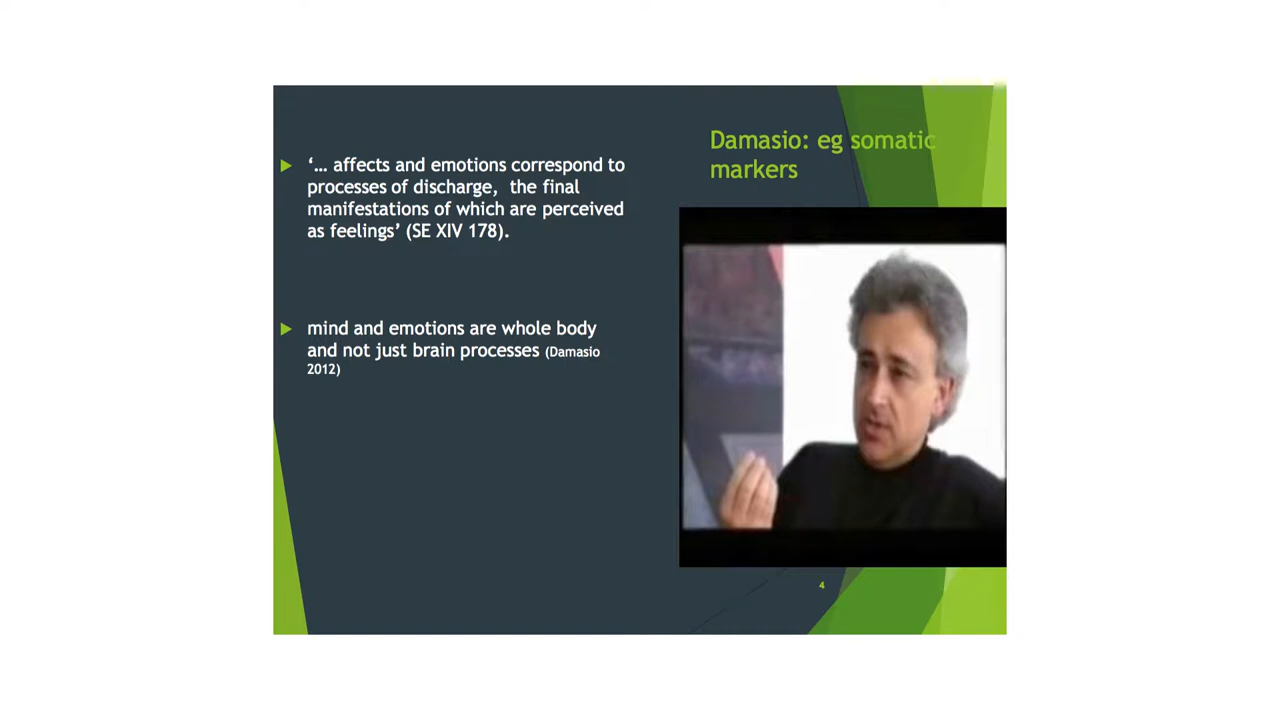 Damasio: eg somatic
markers
‘... affects and emotions correspond to
processes of discharge, the final
manifestations of which are perceived
as feelings’ (SE XIV 178).
mind and emotions are whole body
and not just brain processes (Damasio
2012)
4